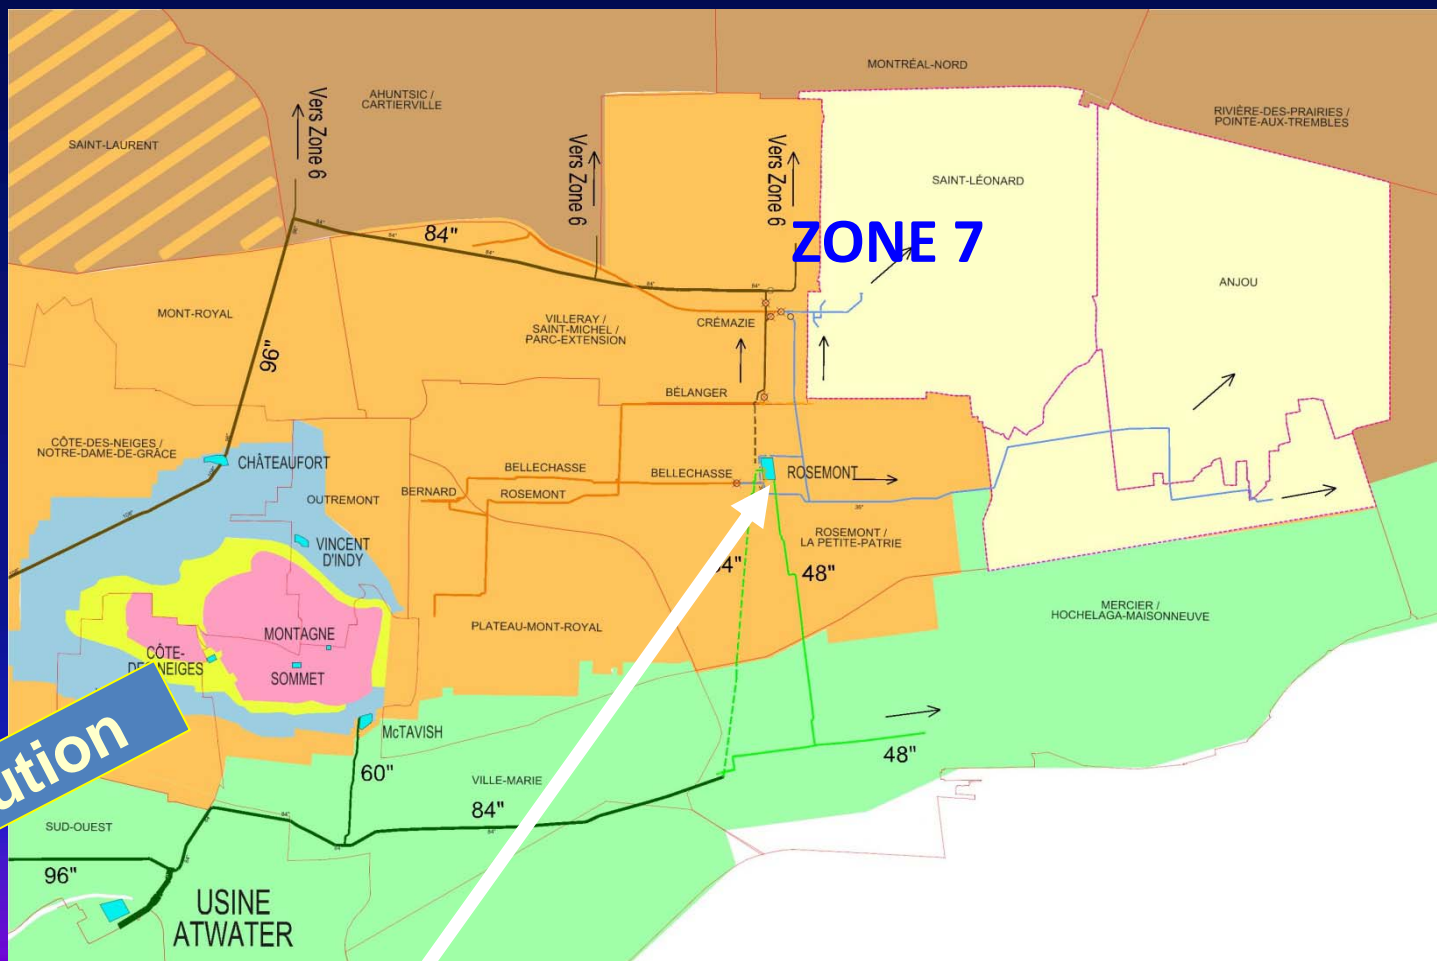 MONTRÉAL-NORD
AHUNTSIC /
CARTIERVILLE
RIVIÈRE-DES-PRAIRIES /
POINTE-AUX-TREMBLES
SAINT-LAURENT
Vers Zone 6
Vers Zone 6
Vers Zone 6
SAINT-LÉONARD
84"
ZONE 7
ANJOU
MONT-ROYAL
VILLERAY /
SAINT-MICHEL /
PARC-EXTENSION
CRÉMAZIE
96"
BÉLANGER
CÔTE-DES-NEIGES /
NOTRE-DAME-DE-GRÂCE
CHÂTEAUFORT
BELLECHASSE
BELLECHASSE
ROSEMONT
OUTREMONT
BERNARD
ROSEMONT
36"
ROSEMONT /
LA PETITE-PATRIE
VINCENT
D'INDY
48"
MERCIER /
HOCHELAGA-MAISONNEUVE
MONTAGNE
PLATEAU-MONT-ROYAL
CÔTE-
SOMMET
McTAVISH
48"
60"
VILLE-MARIE
84"
SUD-OUEST
96"
USINE
ATWATER